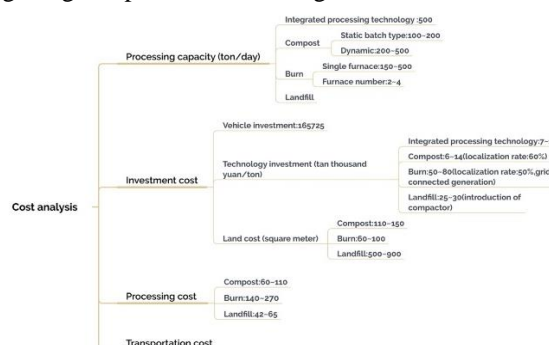 Integrated processing technology :500
Static batch type:100-200
Compost
Dynamic:200-500
Processing capacity (ton/day)
Single furnace:150-500
Burn
Furnace number:2-4
Landfill
Vehicle investment:165725
Integrated processing technology:7-
Compost:6-14(localization rate:60%)
Technology investment (tan thousand
yuan/ton)
Burn:50-80(localization rate:50%,grid
connected generation)
Investment cost
Landfill:25-30(introduction of
compactor)
Cost analysis
Compost:110-150
Land cost (square meter)
Burn:60-100
Landfill:500-900
Compost:60-110
Processing cost
Burn:140-270
Landfill:42-65
Transportation cost